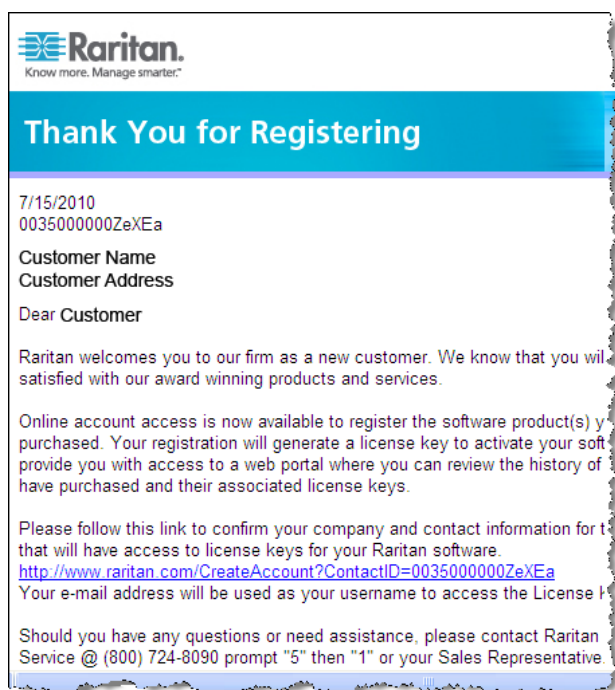 Raritan.
Know more. Manage smarter.™
Thank You for Registering
7/15/2010
0035000000ZeXEa
Customer Name
Customer Address
Dear Customer
Raritan welcomes you to our firm as a new customer. We know that you wil
satisfied with our award winning products and services.
Online account access is now available to register the software product(s) y
purchased. Your registration will generate a license key to activate your soft
provide you with access to a web portal where you can review the history of
have purchased and their associated license keys.
Please follow this link to confirm your company and contact information for t
that will have access to license keys for your Raritan software.
http://www.raritan.com/CreateAccount?ContactID=0035000000ZeXEa
Your e-mail address will be used as your username to access the License
Should you have any questions or need assistance, please contact Raritan
Service @ (800) 724-8090 prompt "5" then "1" or your Sales Representative.